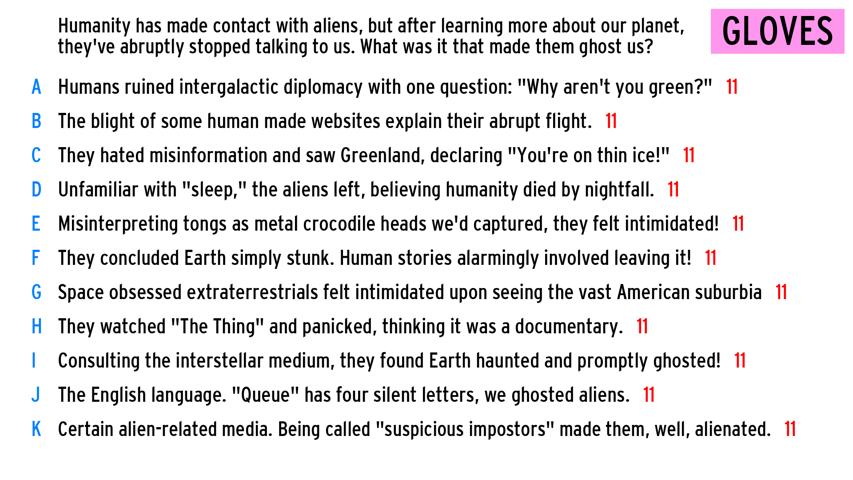 Humanity has made contact with aliens, but after learning more about our planet,
they've abruptly stopped talking to us. What was it that made them ghost us?
GLOVES
A Humans ruined intergalactic diplomacy with one question: "Why aren't you green?" 11
B The blight of some human made websites explain their abrupt flight. 11
C They hated misinformation and saw Greenland, declaring "You're on thin ice!" 11
D Unfamiliar with "sleep," the aliens left, believing humanity died by nightfall. 11
E Misinterpreting tongs as metal crocodile heads we'd captured, they felt intimidated! 11
F They concluded Earth simply stunk. Human stories alarmingly involved leaving it! 11
G Space obsessed extraterrestrials felt intimidated upon seeing the vast American suburbia 11
H They watched "The Thing" and panicked, thinking it was a documentary. 11
I Consulting the interstellar medium, they found Earth haunted and promptly ghosted! 11
J The English language. "Queue" has four silent letters, we ghosted aliens. 11
K Certain alien-related media. Being called "suspicious impostors" made them, well, alienated. 11